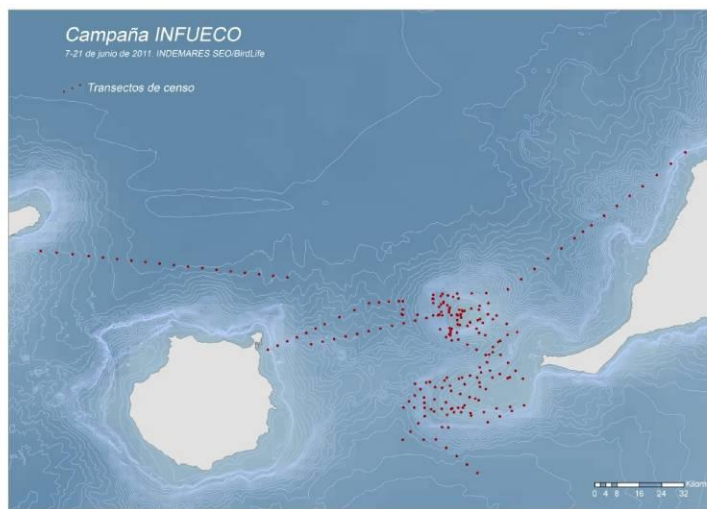 Campaña INFUECO
7-21 de junio de 2011. INDEMARES SEO/BirdLife
Transectos de censo
0 4 8 16 24 32